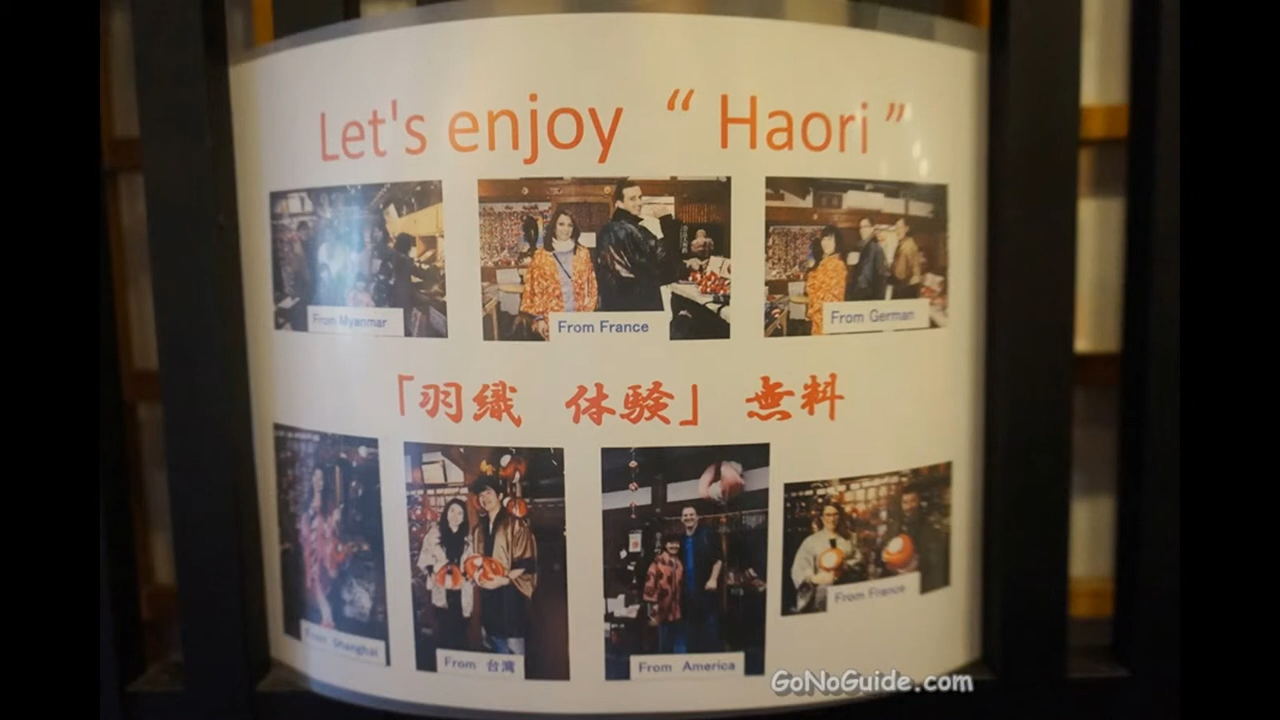 Let's enjoy “ Haori ”
From Myanmar
From France
From German
「羽織 体験」 無料
From Shanghai
From 台湾
From America
From France
GoNoGuide.com